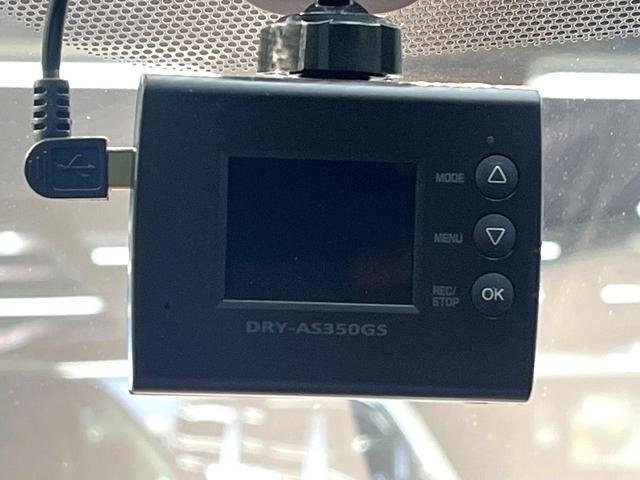 MODE
MENU
REC/
STOP
OK
DRY-AS350GS